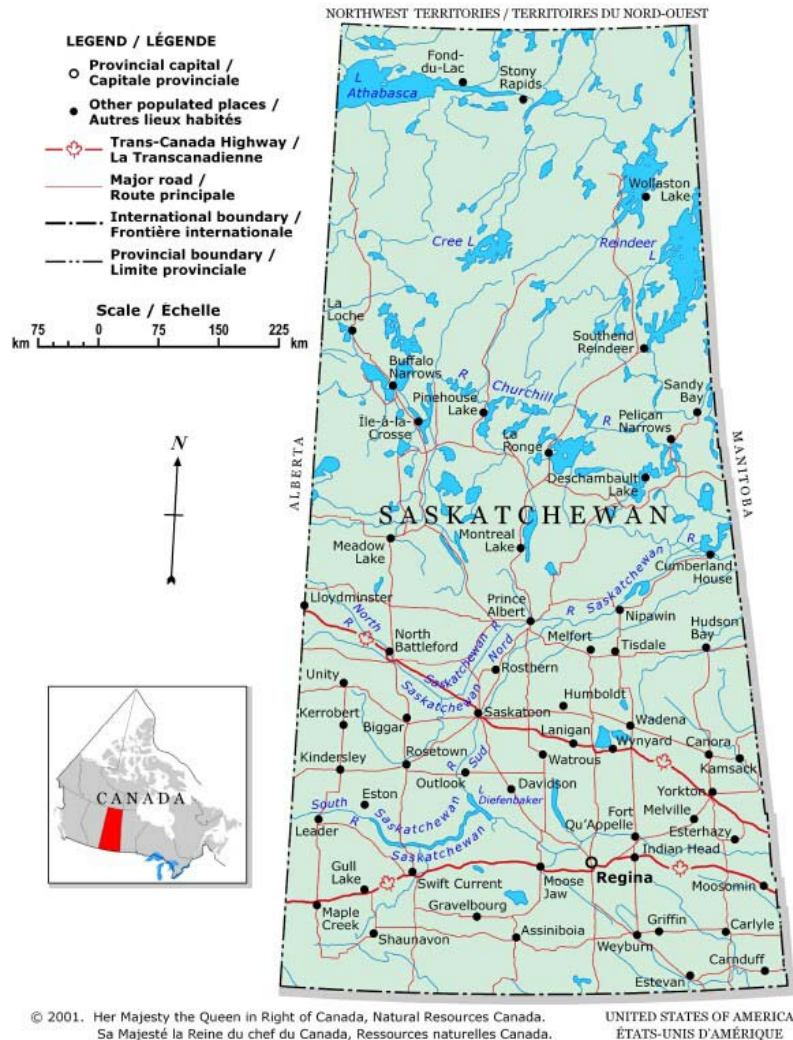 NORTHWEST TERRITORIES / TERRITOIRES DU NORD-OUEST
LEGEND / LÉGENDE
Provincial capital /
Capitale provinciale
Other populated places /
Autres lieux habités
Trans-Canada Highway /
La Transcanadienne
Major road /
Route principale
International boundary /
Frontière internationale
Provincial boundary /
Limite provinciale
Scale / Échelle
75 0 75 150 225
km km
N
Fond-
du-Lac
Stony
Rapids
L
Athabasca
Wollaston
Lake
Cree L
Reindeer
L
La
Loche
Southend
Reindeer
Buffalo
Narrows
R Churchill
Sandy
Bay
Pinehouse
Lake
Île-à-la-
Crosse
R
Pelican
Narrows
La
Ronge
Deschambault
Lake
ALBERTA
MANITOBA
SASKATCHEWAN
Meadow
Lake
Montreal
Lake
Saskatchewan R
Cumberland
House
Lloydminster
Prince
Albert
R
Nipawin
North
R
North
Battleford
Saskatchewan R
Saskatchewan Nord
Melfort
Tisdale
Hudson
Bay
Rosthern
Unity
Humboldt
Kerrobert
Biggar
Saskatoon
Lanigan
Wadena
Wynyard
Canora
Kamsack
Kindersley
Rosetown
Outlook
R Sud
Watrous
Davidson
Yorkton
Eston
L
Diefenbaker
Melville
South
R
Saskatchewan
Saskatchewan
Leader
Fort
Qu'Appelle
Esterhazy
Indian Head
Gull
Lake
Swift Current
Moose
Jaw
Regina
Moosomin
Maple
Creek
Gravelbourg
Shaunavon
Assiniboia
Griffin
Weyburn
Carlyle
Carnduff
Estevan
CANADA
© 2001. Her Majesty the Queen in Right of Canada, Natural Resources Canada.
Sa Majesté la Reine du chef du Canada, Ressources naturelles Canada.
UNITED STATES OF AMERICA
ÉTATS-UNIS D'AMÉRIQUE